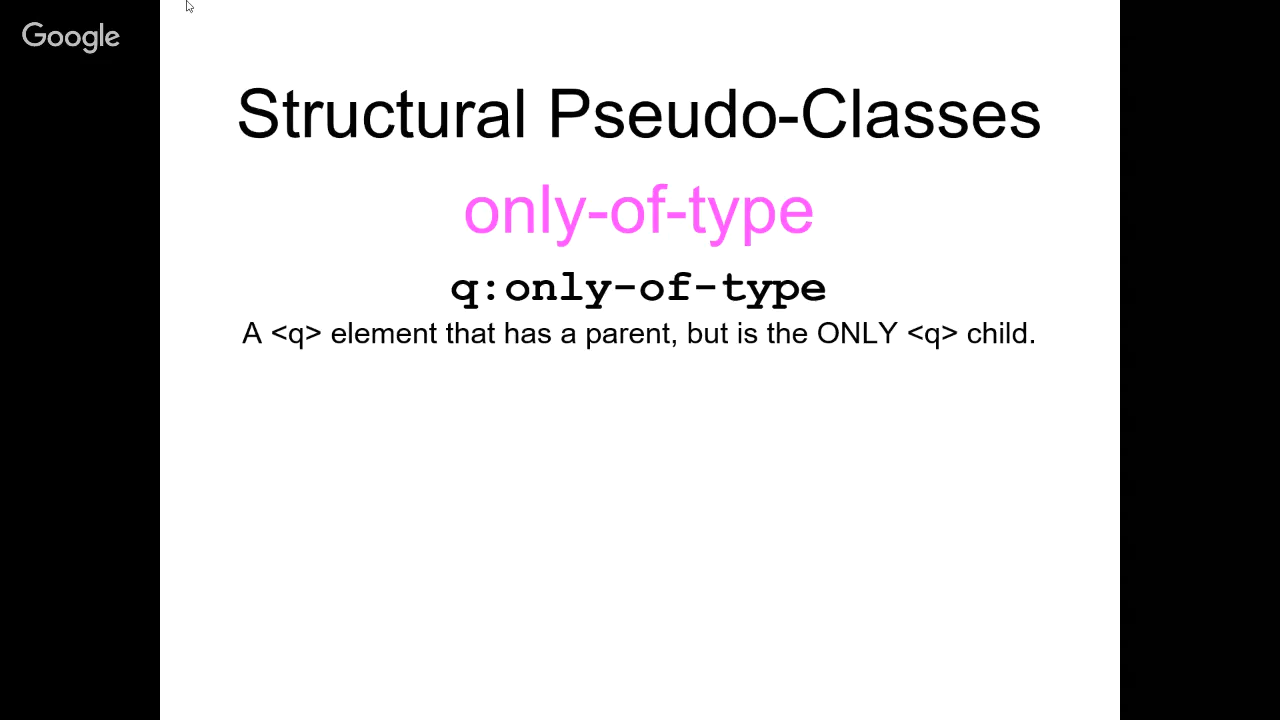 Google
Structural Pseudo-Classes
only-of-type
q:only-of-type
A <q> element that has a parent, but is the ONLY <q> child.